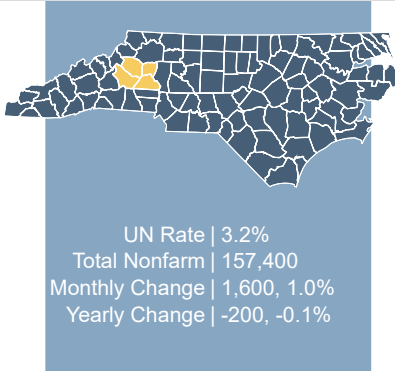 UN Rate | 3.2%
Total Nonfarm | 157,400
Monthly Change | 1,600, 1.0%
Yearly Change | -200, -0.1%